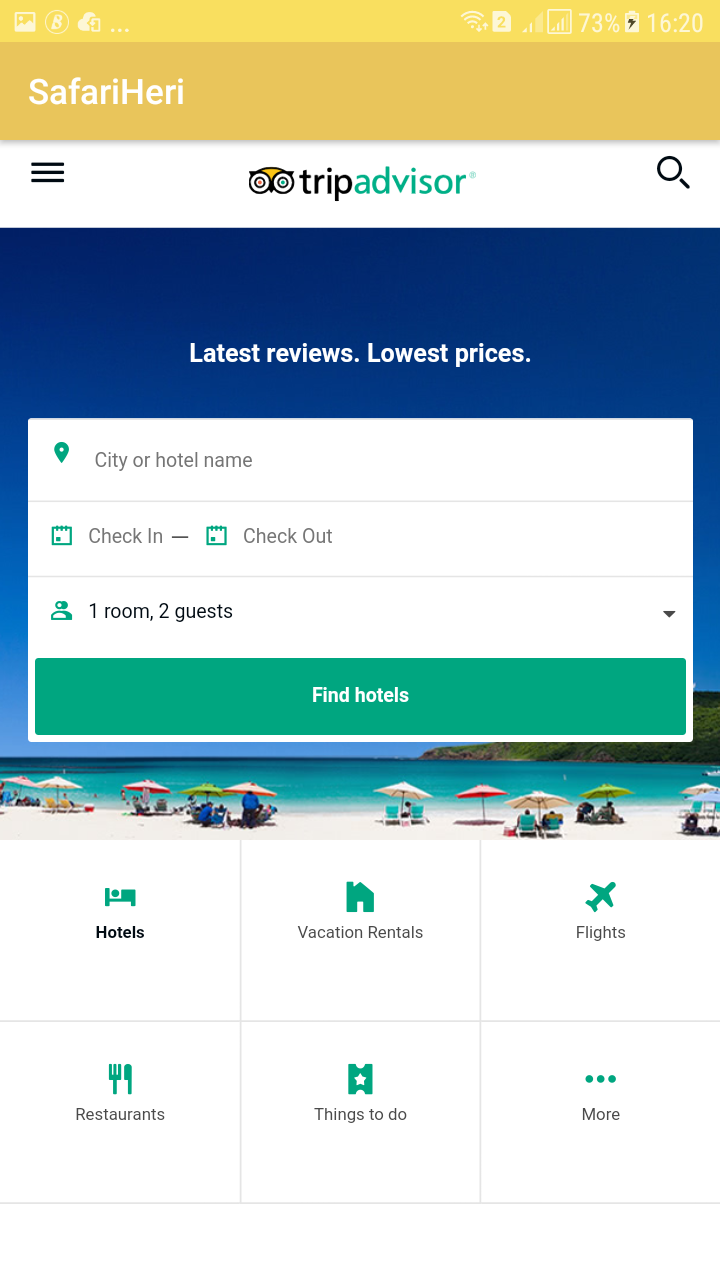 ... 2 73% 16:20
SafariHeri
tripadvisor®
Latest reviews. Lowest prices.
City or hotel name
Check In — Check Out
1 room, 2 guests
Find hotels
Hotels Vacation Rentals Flights
Restaurants Things to do More